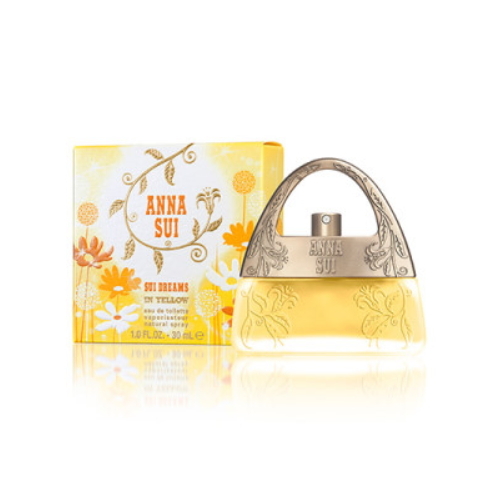 ANNA
SUI
SUI DREAMS
IN YELLOW
eau de toilette
vaporisateur
natural spray
1.0 FL.OZ. • 30 mL ℮
ANNA
SUI